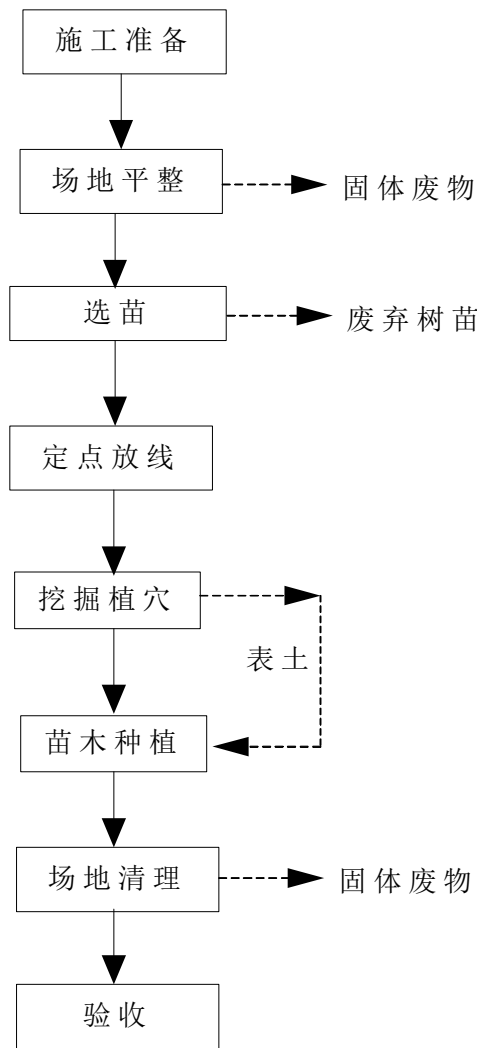 施工准备
场地平整
固体废物
选苗
废弃树苗
定点放线
挖掘植穴
表土
苗木种植
场地清理
固体废物
验收